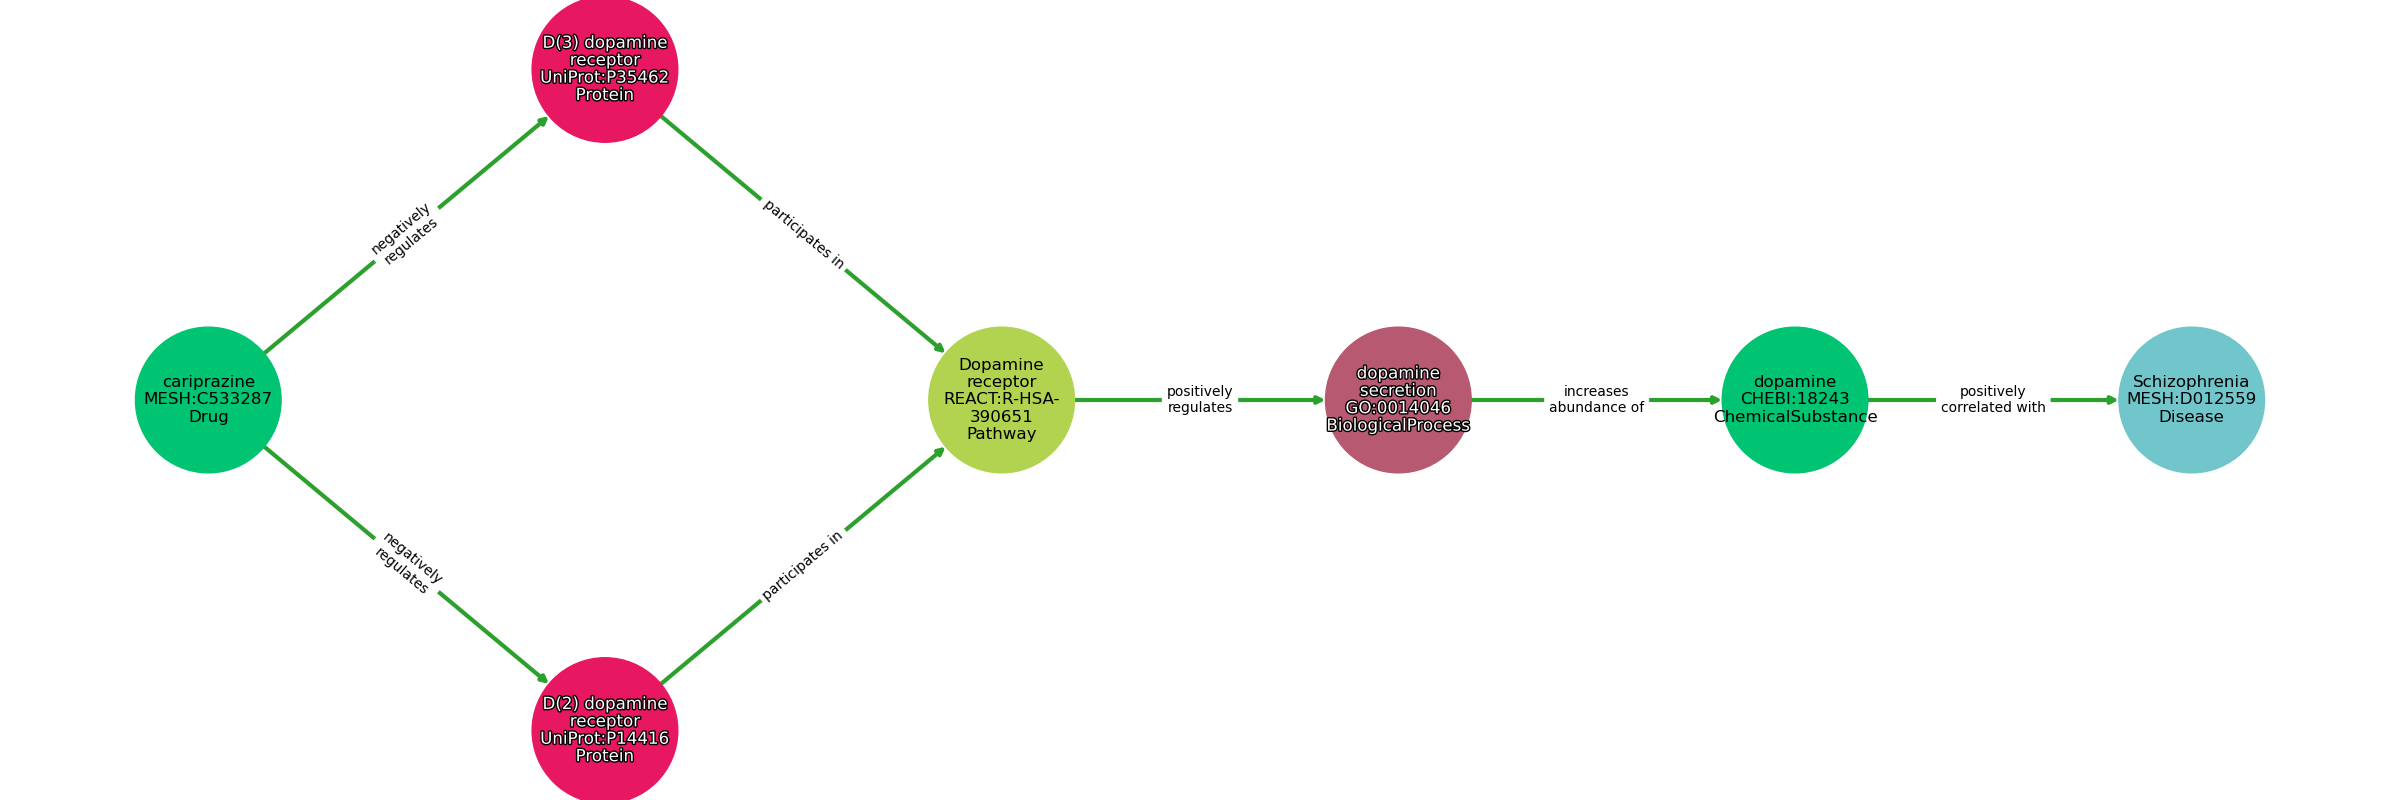 D(3) dopamine
receptor
UniProt:P35462
Protein
negatively
regulates
participates in
cariprazine
MESH:C533287
Drug
Dopamine
receptor
REACT:R-HSA-
390651
Pathway
positively
regulates
dopamine
secretion
GO:0014046
BiologicalProcess
increases
abundance of
dopamine
CHEBI:18243
ChemicalSubstance
positively
correlated with
Schizophrenia
MESH:D012559
Disease
negatively
regulates
participates in
D(2) dopamine
receptor
UniProt:P14416
Protein